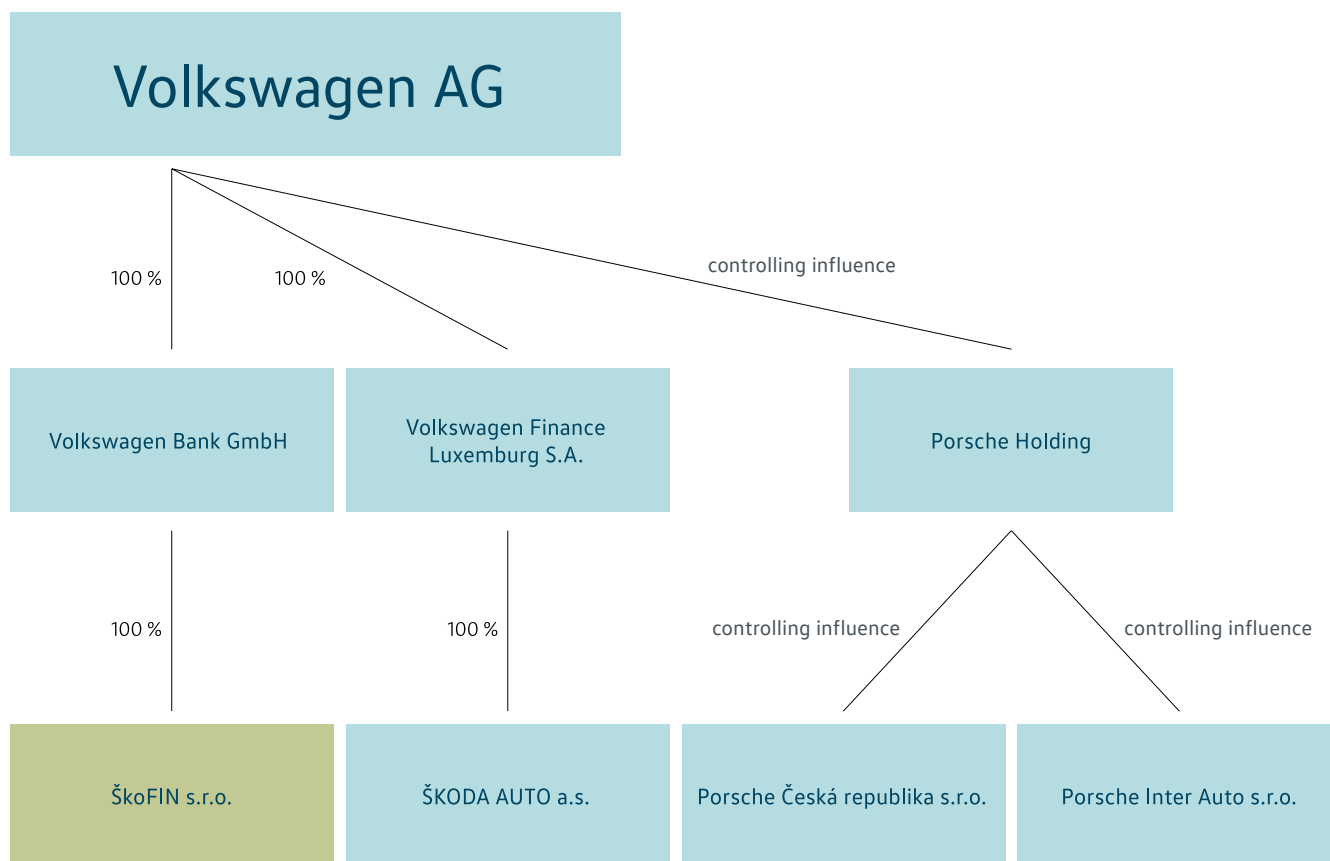 Volkswagen AG
controlling influence
100 %
100 %
Volkswagen Bank GmbH
Volkswagen Finance
Luxemburg S.A.
Porsche Holding
100 %
100 %
controlling influence
controlling influence
ŠkoFIN s.r.o.
ŠKODA AUTO a.s.
Porsche Česká republika s.r.o.
Porsche Inter Auto s.r.o.